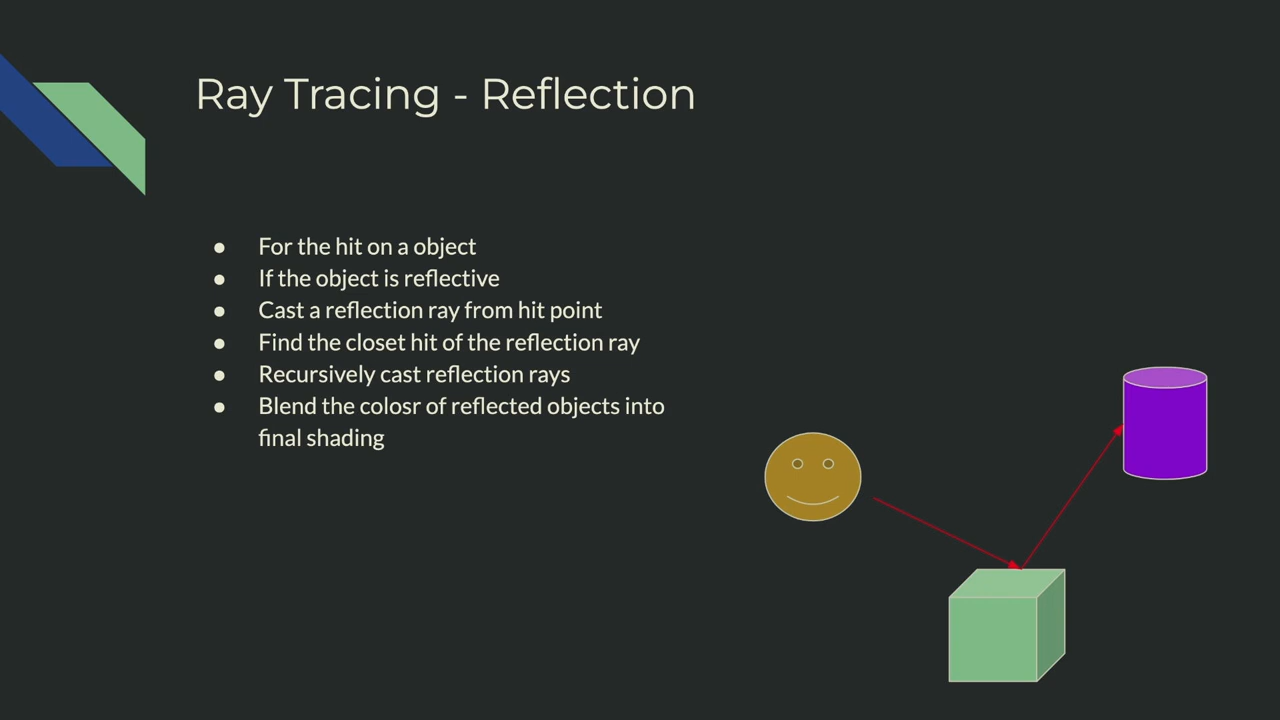 Ray Tracing - Reflection
● For the hit on a object
● If the object is reflective
● Cast a reflection ray from hit point
● Find the closet hit of the reflection ray
● Recursively cast reflection rays
● Blend the colosr of reflected objects into
final shading